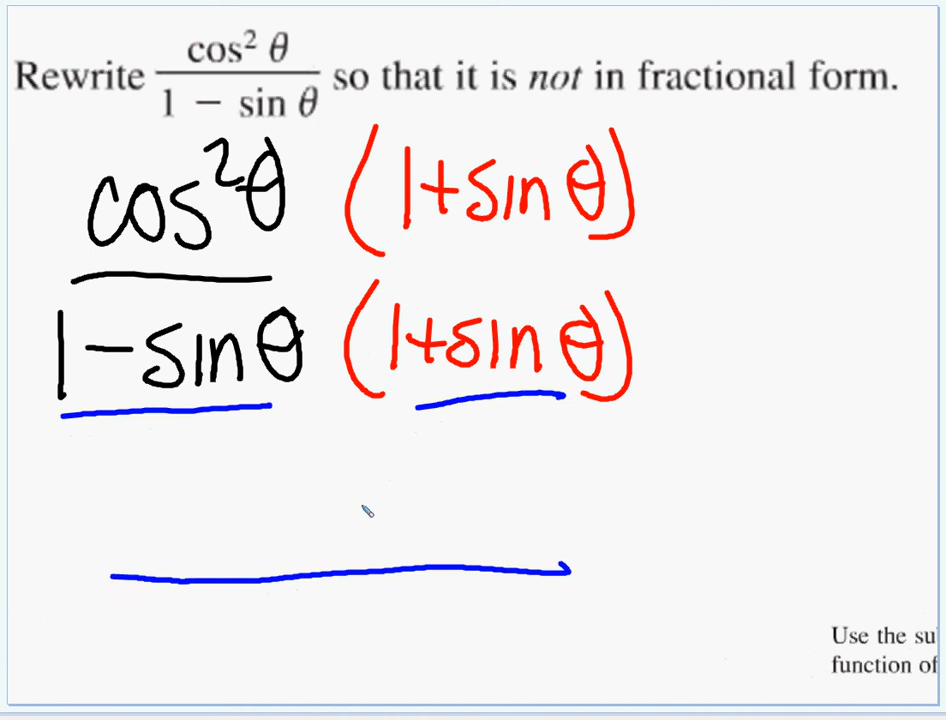 Rewrite cos² θ / 1 − sin θ so that it is not in fractional form.
cos²θ (1+sin θ)
1−sinθ (1+sin θ)
Use the su
function of